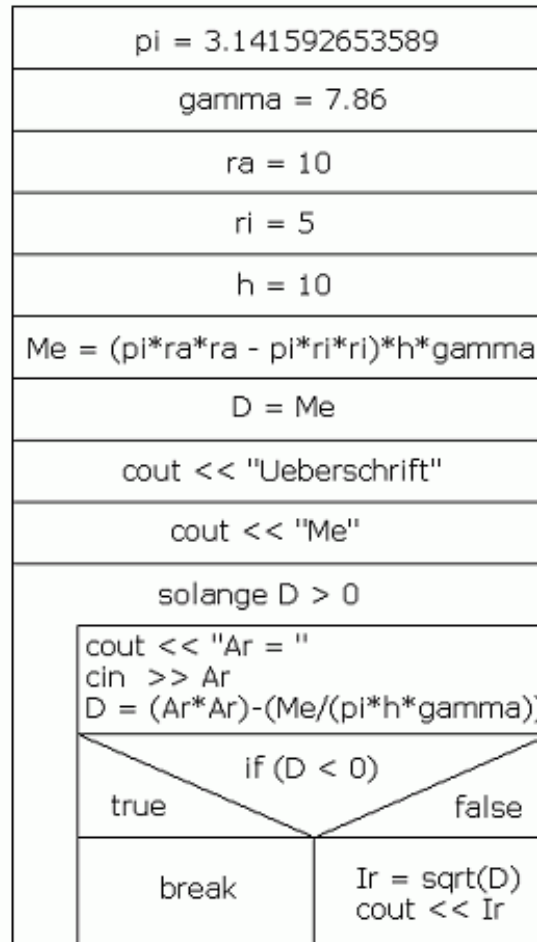 pi = 3.141592653589
gamma = 7.86
ra = 10
ri = 5
h = 10
Me = (pi*ra*ra - pi*ri*ri)*h*gamma
D = Me
cout << "Ueberschrift"
cout << "Me"
solange D > 0
cout << "Ar = "
cin >> Ar
D = (Ar*Ar)-(Me/(pi*h*gamma))
if (D < 0)
true
false
break
Ir = sqrt(D)
cout << Ir